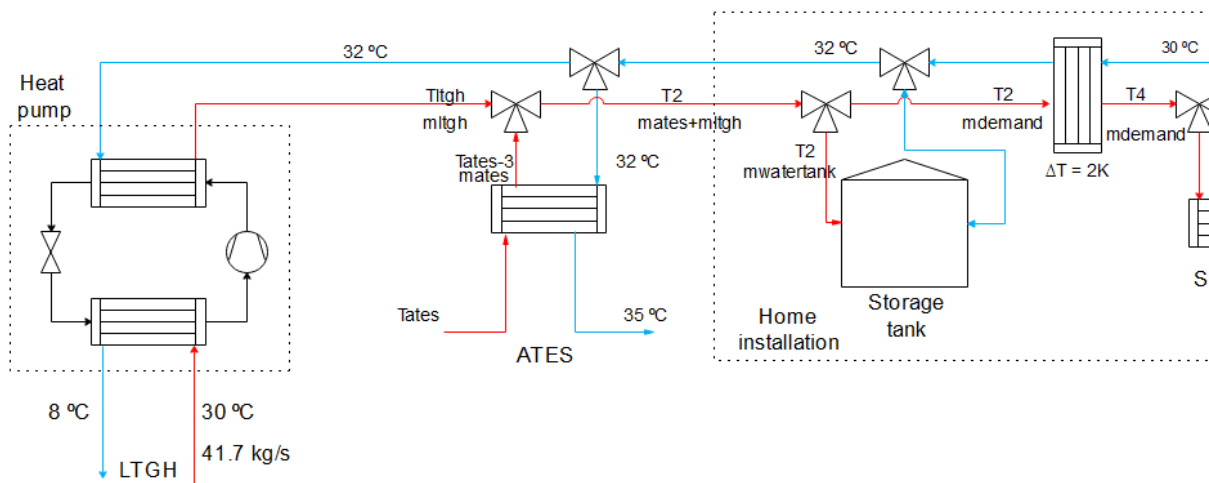 32 ºC
32 ºC
30 ºC
Heat
pump
Tltgh
mltgh
T2
mates+mltgh
T2
mdemand
T4
mdemand
Tates-3
mates
32 ºC
T2
mwatertank
ΔT = 2K
S
Storage
tank
Home
installation
Tates
35 ºC
ATES
8 ºC
30 ºC
41.7 kg/s
LTGH